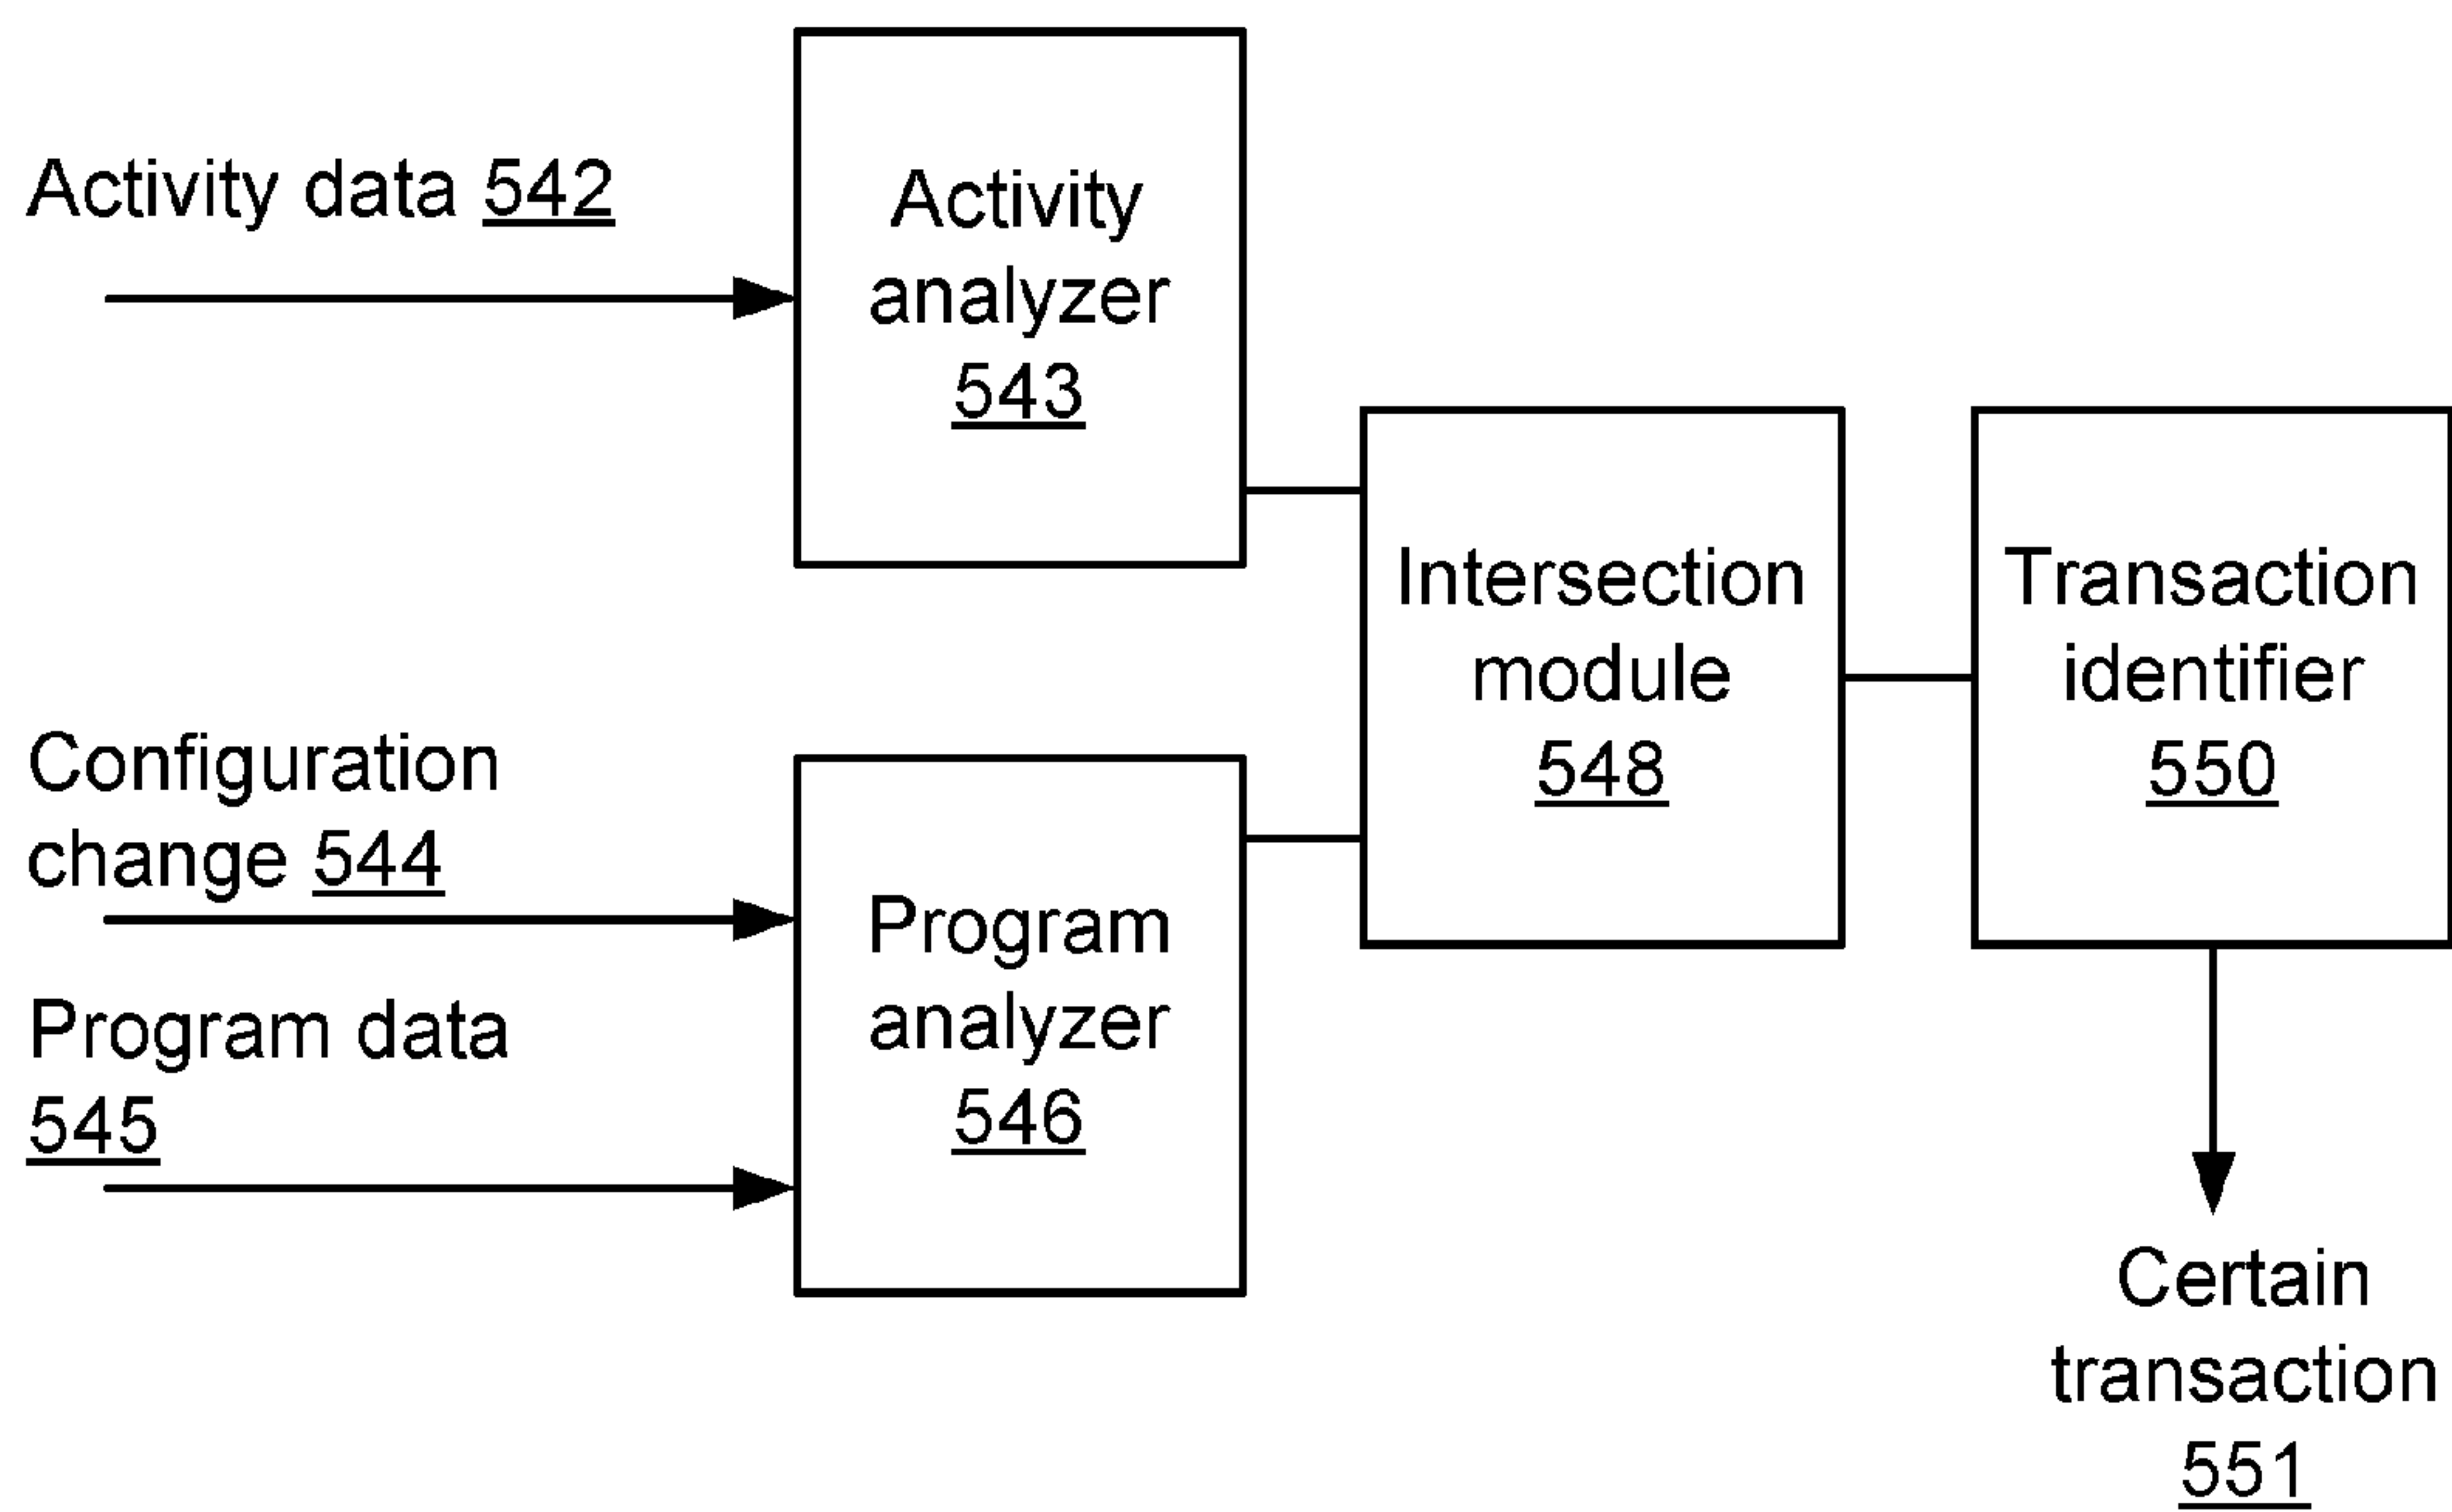 Activity data 542
Activity
analyzer
543
Configuration
change 544
Program data
545
Program
analyzer
546
Intersection
module
548
Transaction
identifier
550
Certain
transaction
551